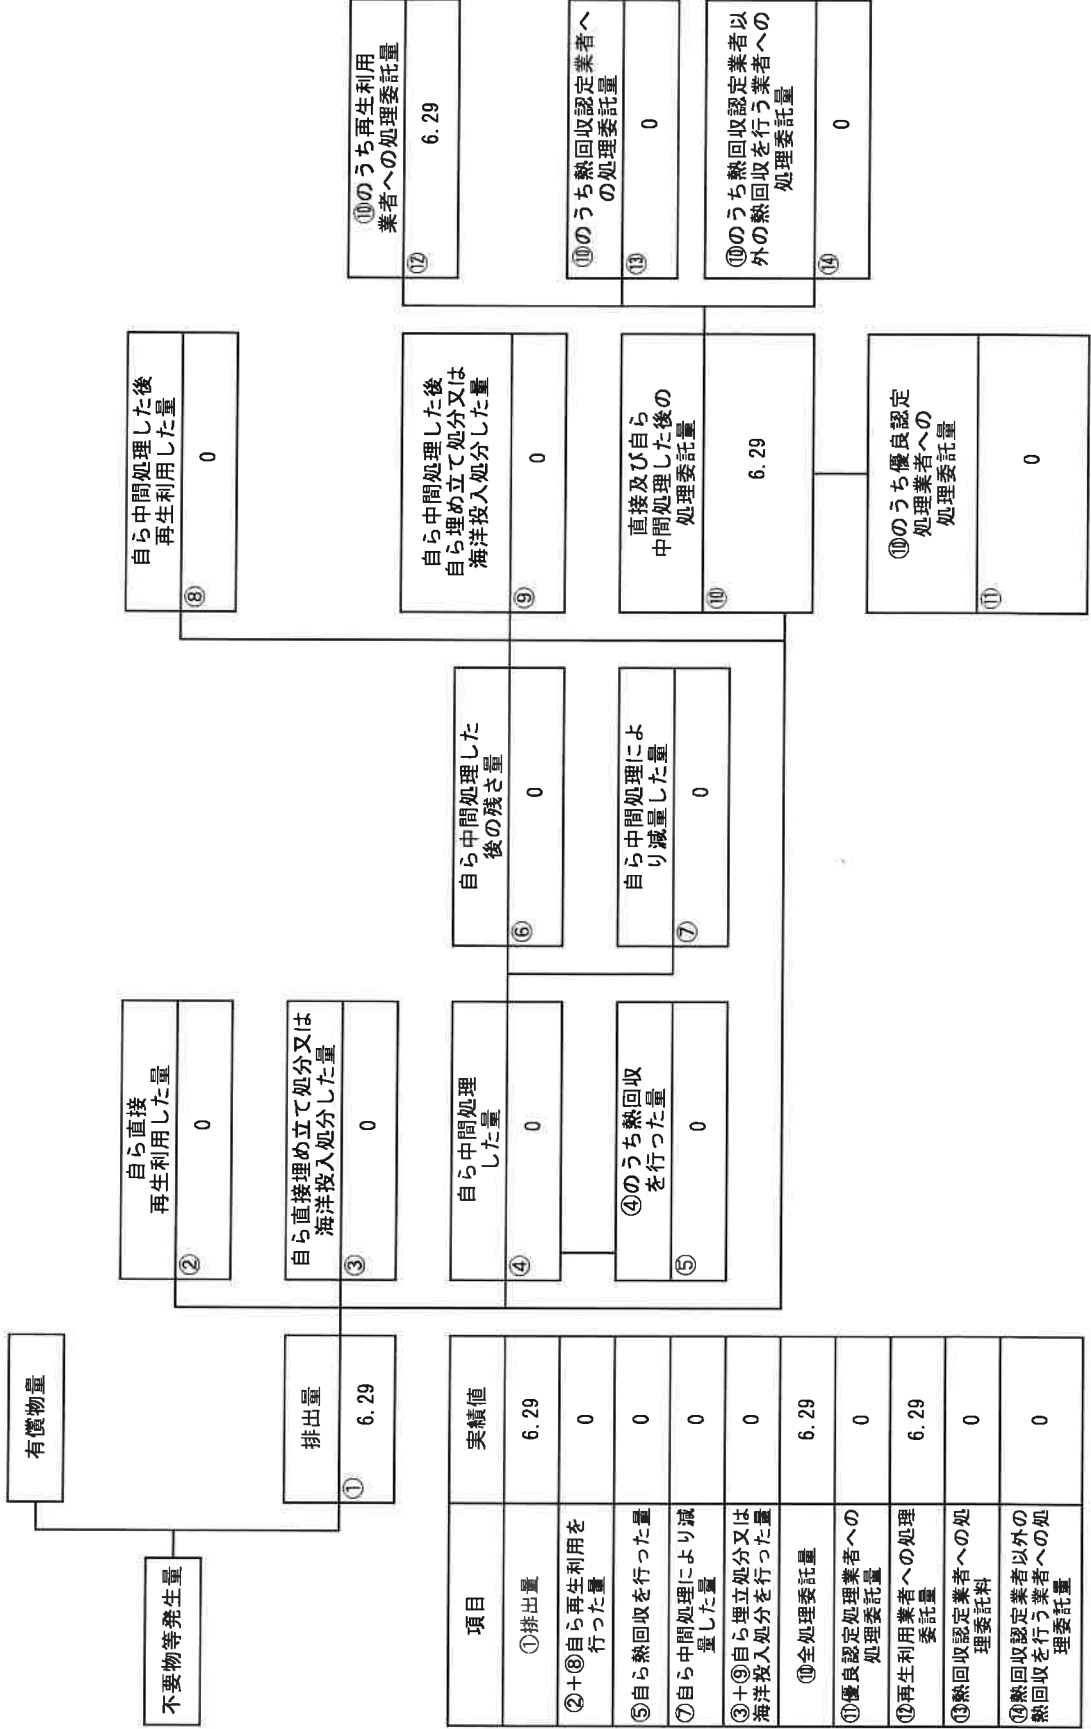 有償物量
不要物等発生量
排出量
①
6.29
自ら直接
再生利用した量
②
0
自ら直接埋め立て処分又は
海洋投入処分した量
③
0
自ら中間処理
した量
④
0
④のうち熱回収
を行った量
⑤
0
自ら中間処理した
後の残さ量
⑥
0
自ら中間処理によ
り減量した量
⑦
0
自ら中間処理した後
再生利用した量
⑧
0
自ら中間処理した後
自ら埋め立て処分又は
海洋投入処分した量
⑨
0
直接及び自ら
中間処理した後の
処理委託量
⑩
6.29
⑩のうち優良認定
処理業者への
処理委託量
⑪
0
⑩のうち再生利用
業者への処理委託量
⑫
6.29
⑩のうち熱回収認定業者へ
の処理委託量
⑬
0
⑩のうち熱回収認定業者以
外の熱回収を行う業者への
処理委託量
⑭
0
項目 実績値
①排出量 6.29
②+⑧自ら再生利用を
行った量 0
⑤自ら熱回収を行った量 0
⑦自ら中間処理により減
量した量 0
③+⑨自ら埋立処分又は
海洋投入処分を行った量 0
⑩全処理委託量 6.29
⑪優良認定処理業者への
処理委託量 0
⑫再生利用業者への処理
委託量 6.29
⑬熱回収認定業者への処
理委託料 0
⑭熱回収認定業者以外の
熱回収を行う業者への処
理委託量 0